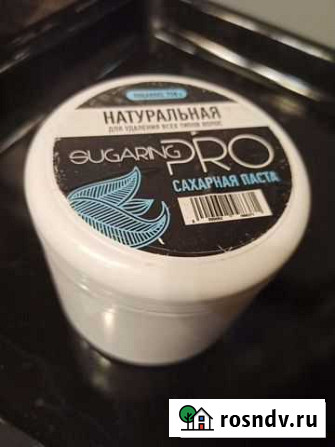 НАТУРАЛЬНАЯ
ДЛЯ УДАЛЕНИЯ ВСЕХ ТИПОВ ВОЛОС
SUGARING PRO
САХАРНАЯ ПАСТА
rosndv.ru